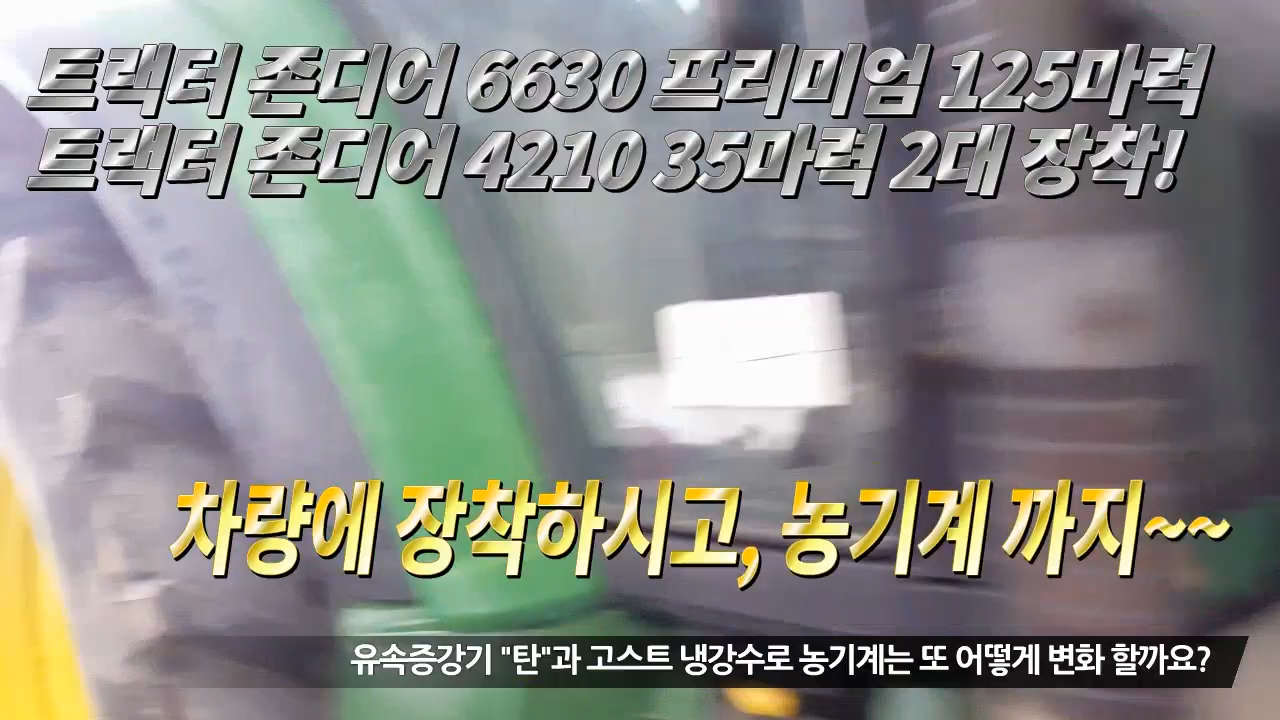 트랙터 존디어 6630 프리미엄 125마력
트랙터 존디어 4210 35마력 2대 장착!
차량에 장착하시고, 농기계 까지~~
유속증강기 "탄"과 고스트 냉강수로 농기계는 또 어떻게 변화 할까요?